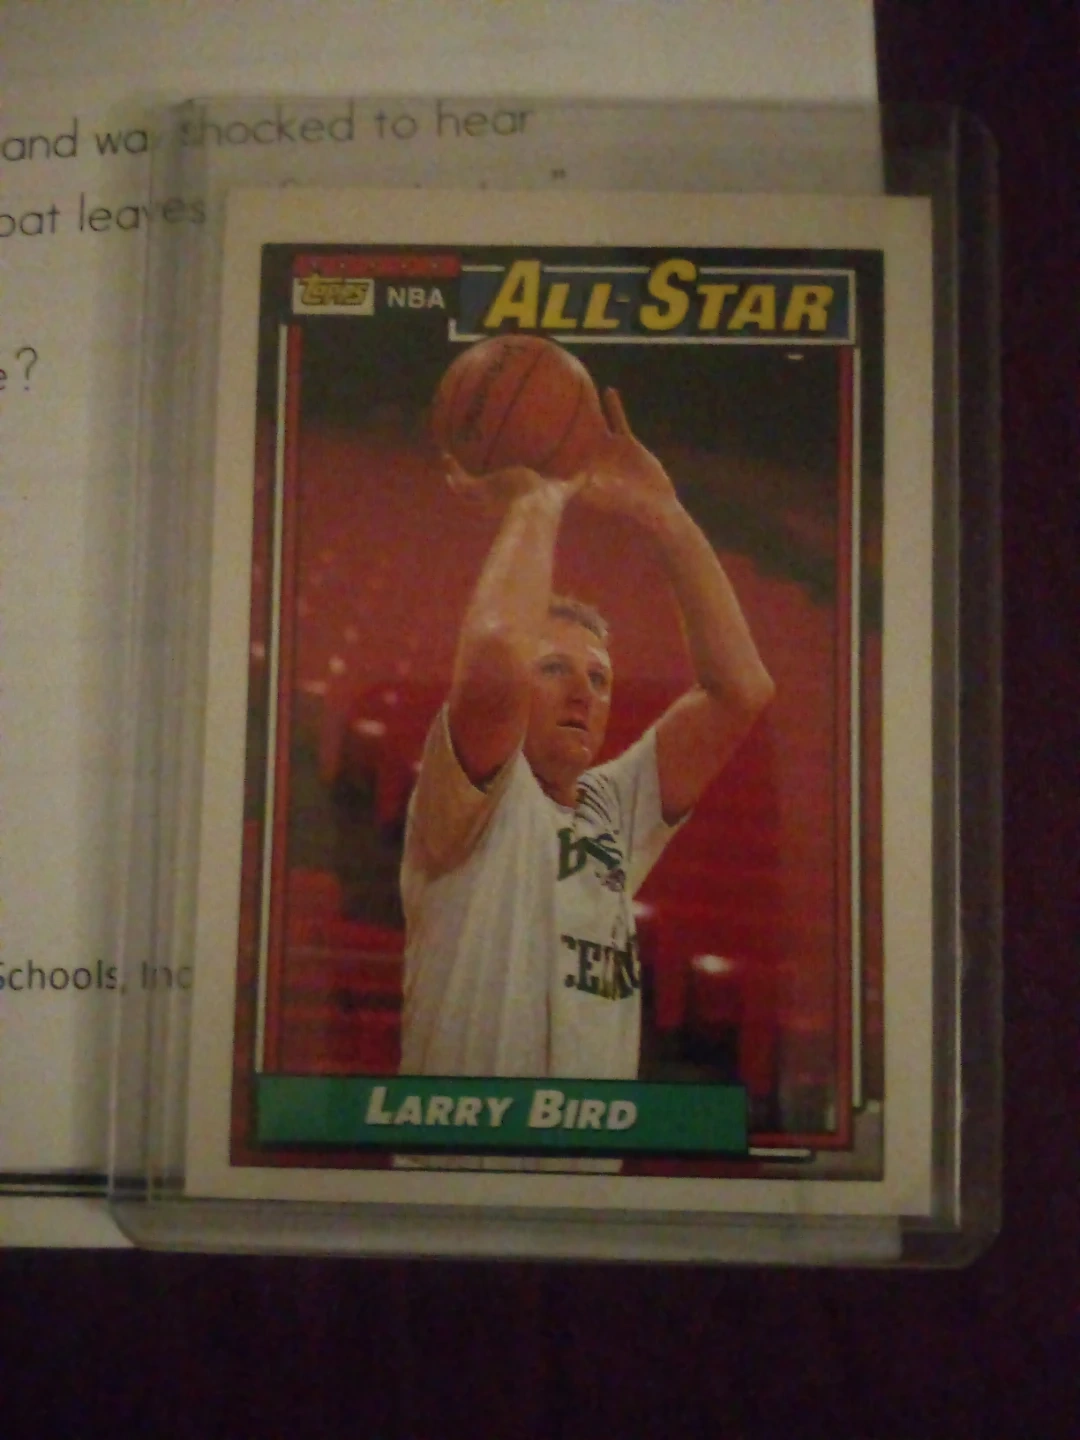 and wa shocked to hear
oat leaves
"
e?
Topps NBA ALL-STAR
Schools, Inc
LARRY BIRD